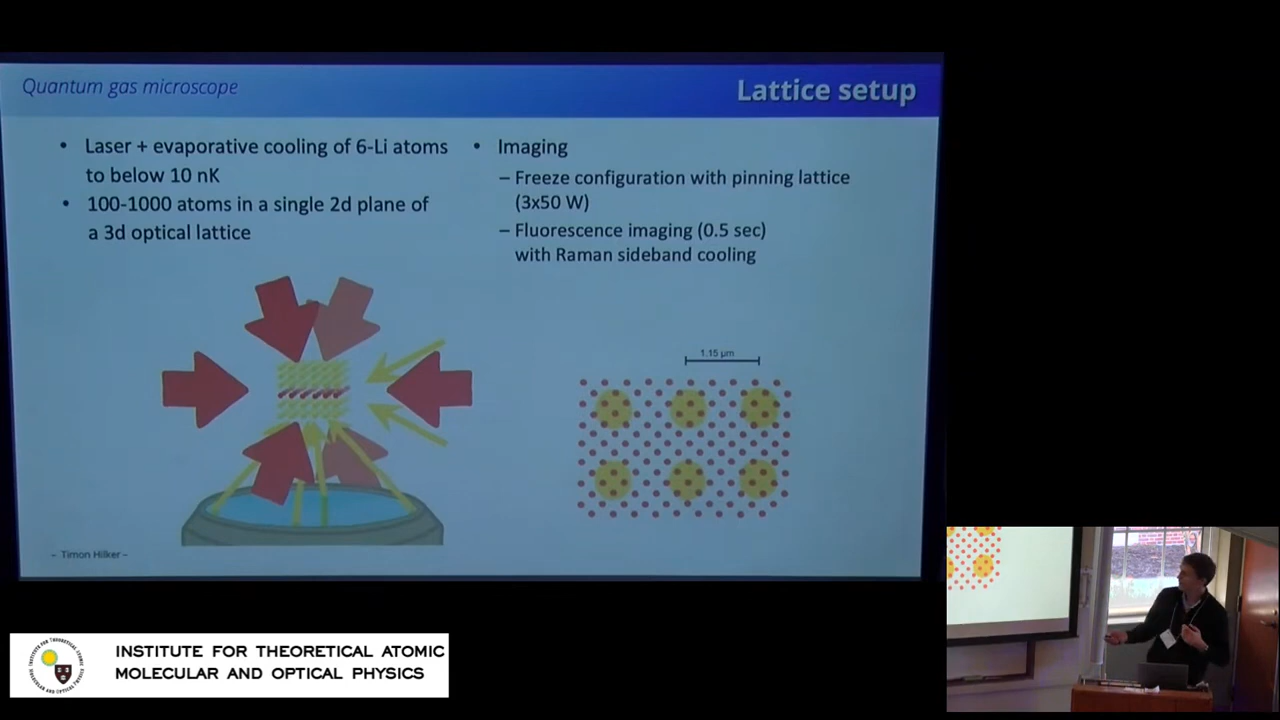 Quantum gas microscope
Lattice setup
• Laser + evaporative cooling of 6-Li atoms
to below 10 nK
• 100-1000 atoms in a single 2d plane of
a 3d optical lattice
• Imaging
– Freeze configuration with pinning lattice
(3x50 W)
– Fluorescence imaging (0.5 sec)
with Raman sideband cooling
1.15 µm
– Timon Hilker –
INSTITUTE FOR THEORETICAL ATOMIC
MOLECULAR AND OPTICAL PHYSICS